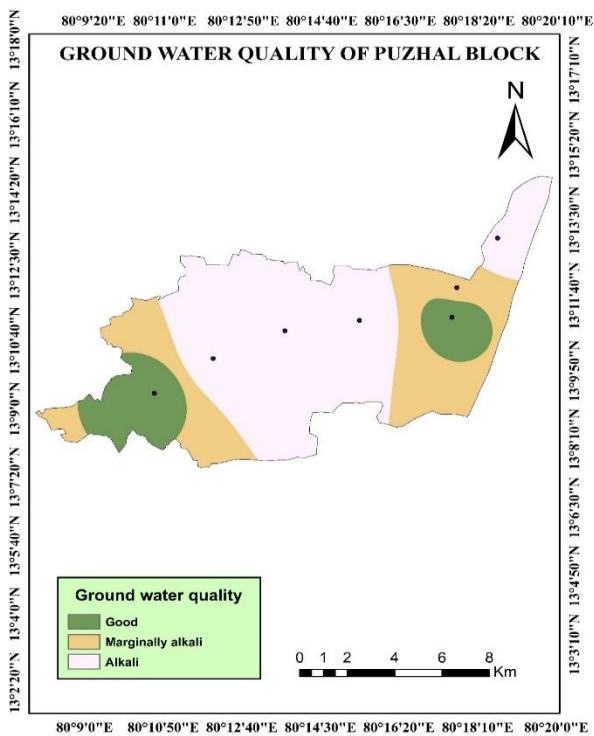 80°9'20"E 80°11'0"E 80°12'50"E 80°14'40"E 80°16'30"E 80°18'20"E 80°20'10"E
GROUND WATER QUALITY OF PUZHAL BLOCK
N
13°18'0"N
13°16'10"N
13°14'20"N
13°12'30"N
13°10'40"N
13°9'0"N
13°7'20"N
13°5'40"N
13°4'0"N
13°2'20"N
13°17'10"N
13°15'20"N
13°13'30"N
13°11'40"N
13°9'50"N
13°8'10"N
13°6'30"N
13°4'50"N
13°3'10"N
Ground water quality
Good
Marginally alkali
Alkali
0 1 2 4 6 8
Km
80°9'0"E 80°10'50"E 80°12'40"E 80°14'30"E 80°16'20"E 80°18'10"E 80°20'0"E